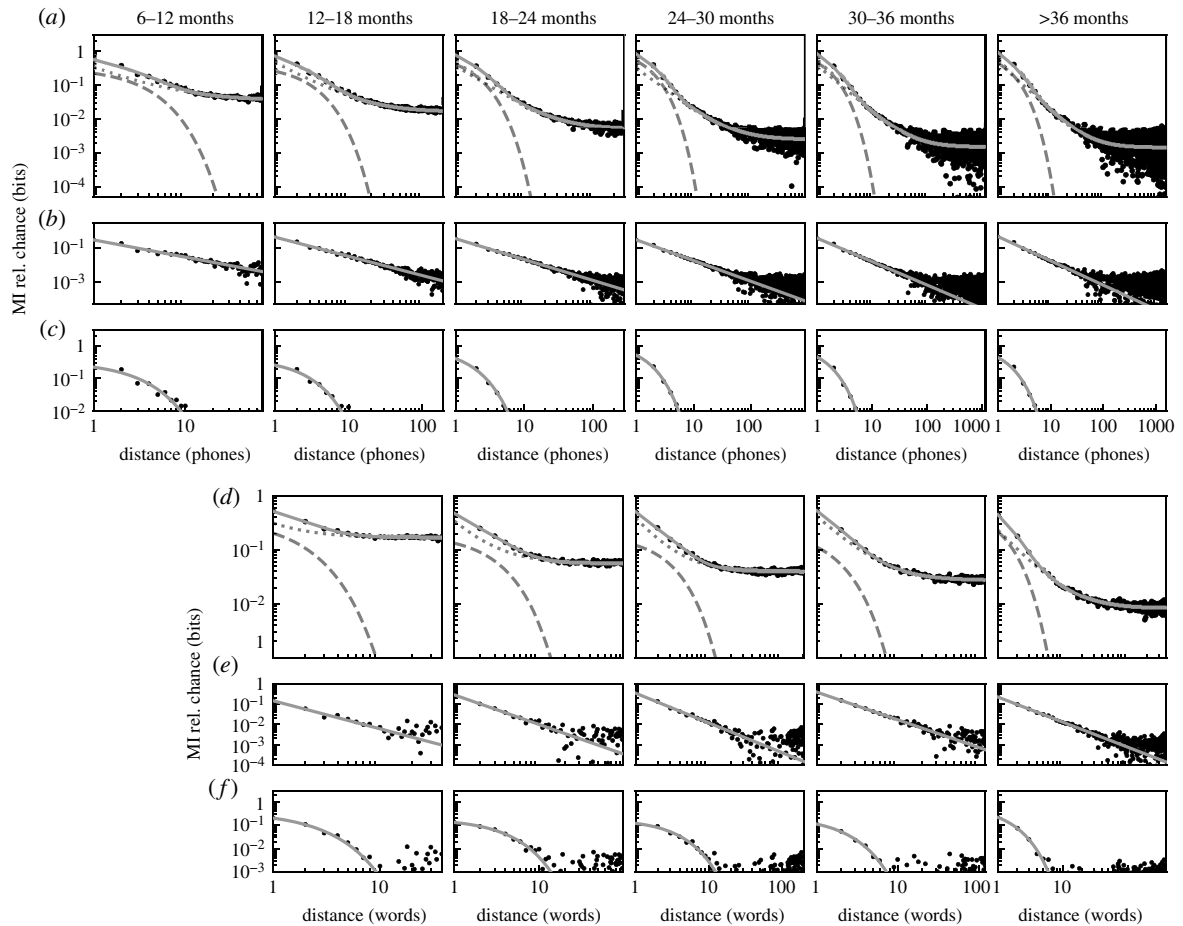 (a) 6–12 months 12–18 months 18–24 months 24–30 months 30–36 months >36 months
1
10⁻¹
10⁻²
10⁻³
10⁻⁴
MI rel. chance (bits)
(b)
10⁻¹
10⁻³
(c)
1
10⁻¹
10⁻²
1 10 1 10 100 1 10 100 1 10 100 1 10 100 1000 1 10 100 1000
distance (phones) distance (phones) distance (phones) distance (phones) distance (phones) distance (phones)
(d)
1
10⁻¹
10⁻²
1
MI rel. chance (bits)
(e)
1
10⁻¹
10⁻²
10⁻³
10⁻⁴
(f)
1
10⁻¹
10⁻²
10⁻³
1 10 1 10 1 10 100 1 10 100 1 10
distance (words) distance (words) distance (words) distance (words) distance (words)